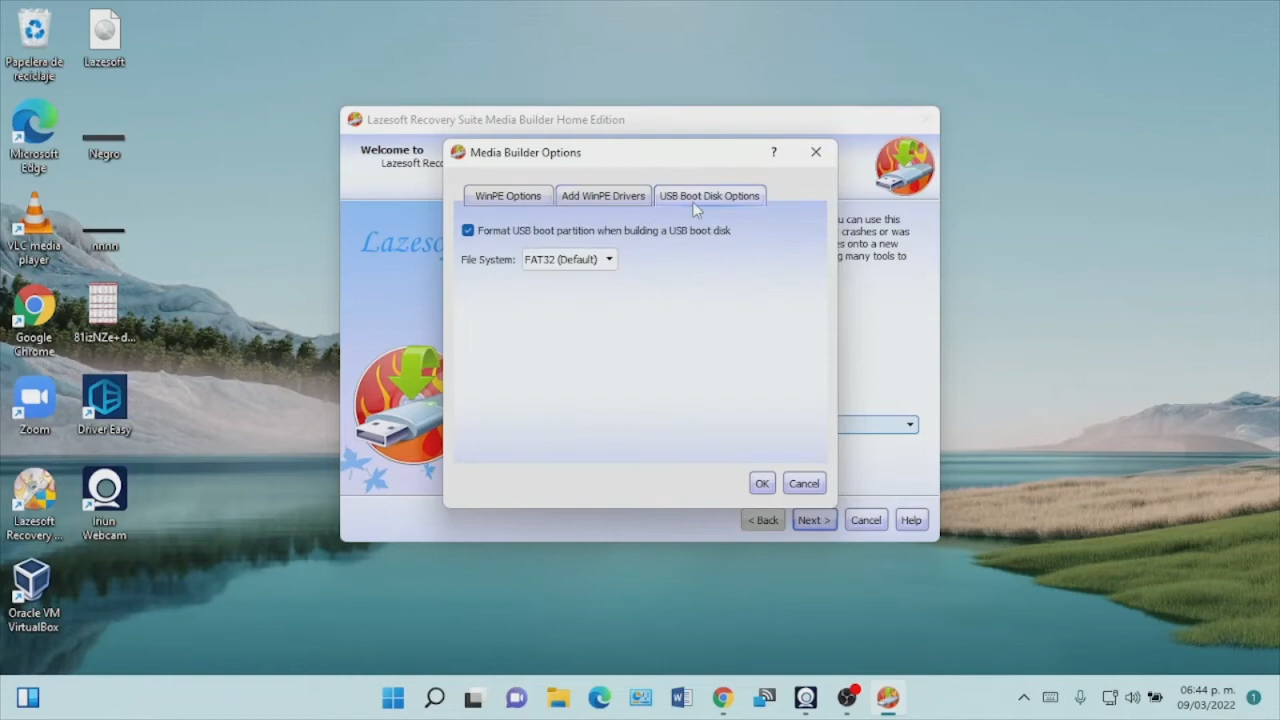 Papelera de
reciclaje
Lazesoft
Microsoft
Edge
Negro
VLC media
player
nnnn
Google
Chrome
81izNZe+d...
Zoom
Driver Easy
Lazesoft
Recovery ...
Iriun
Webcam
Oracle VM
VirtualBox
Lazesoft Recovery Suite Media Builder Home Edition
Welcome to
Lazesoft Reco
Lazeso
Media Builder Options
?
WinPE Options
Add WinPE Drivers
USB Boot Disk Options
Format USB boot partition when building a USB boot disk
File System:
FAT32 (Default)
OK
Cancel
u can use this
crashes or was
es onto a new
g many tools to
< Back
Next >
Cancel
Help
06:44 p. m.
09/03/2022
1